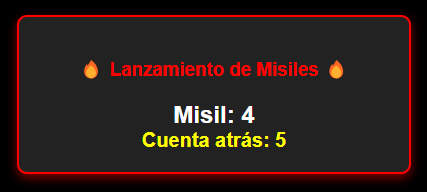 🔥 Lanzamiento de Misiles 🔥
Misil: 4
Cuenta atrás: 5